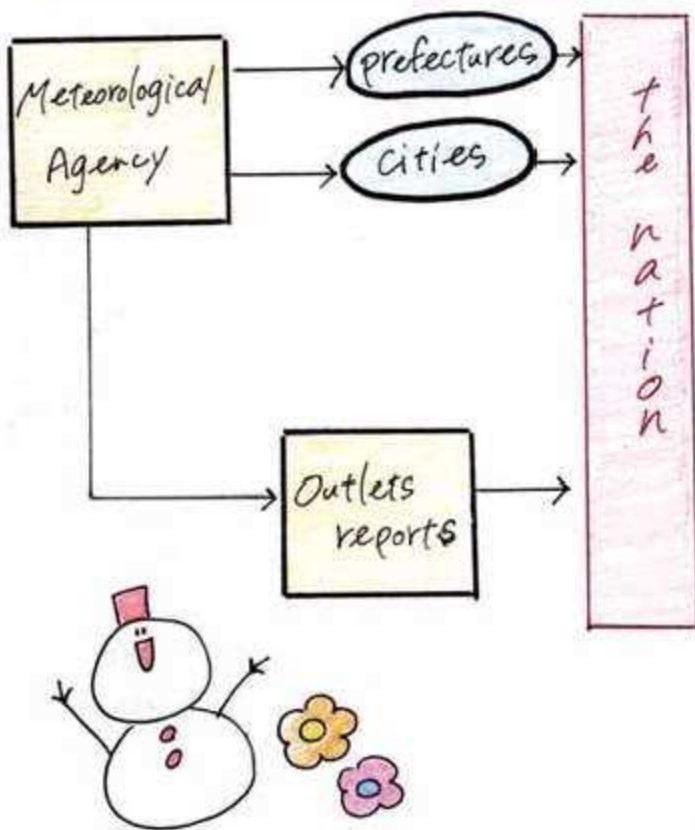 Meteorological
Agency
prefectures
cities
the nation
Outlets
reports